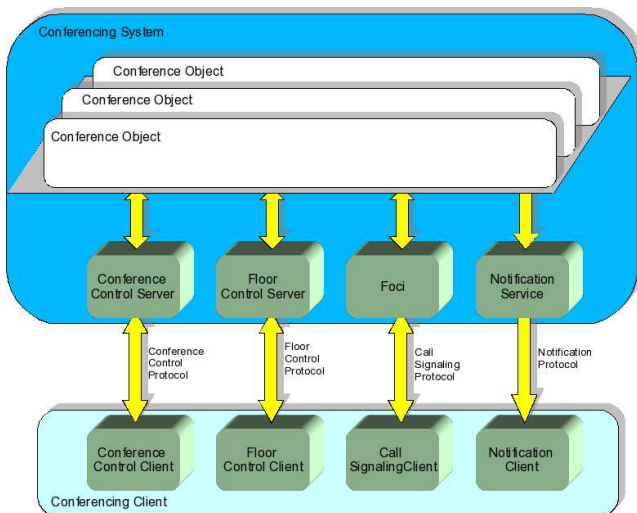 Conferencing System
Conference Object
Conference Object
Conference Object
Conference
Control Server
Floor
Control Server
Foci
Notification
Service
Conference
Control
Protocol
Floor
Control
Protocol
Call
Signaling
Protocol
Notification
Protocol
Conference
Control Client
Floor
Control Client
Call
SignalingClient
Notification
Client
Conferencing Client